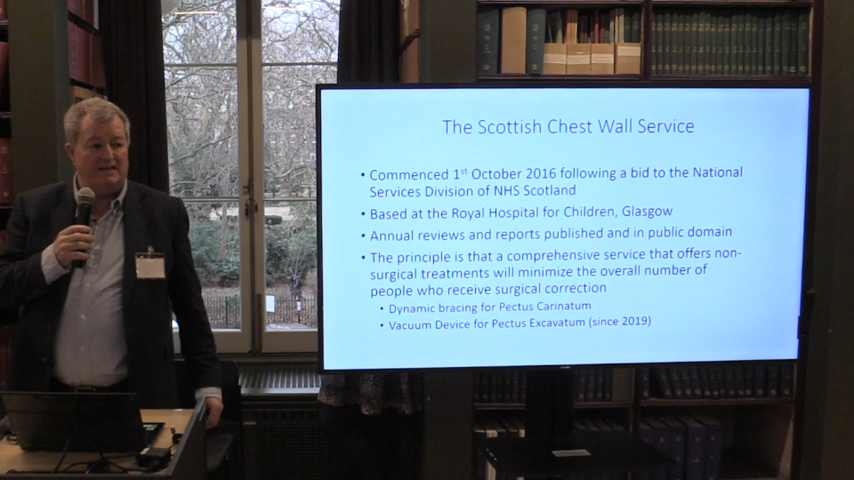 The Scottish Chest Wall Service
• Commenced 1st October 2016 following a bid to the National
Services Division of NHS Scotland
• Based at the Royal Hospital for Children, Glasgow
• Annual reviews and reports published and in public domain
• The principle is that a comprehensive service that offers non-
surgical treatments will minimize the overall number of
people who receive surgical correction
• Dynamic bracing for Pectus Carinatum
• Vacuum Device for Pectus Excavatum (since 2019)